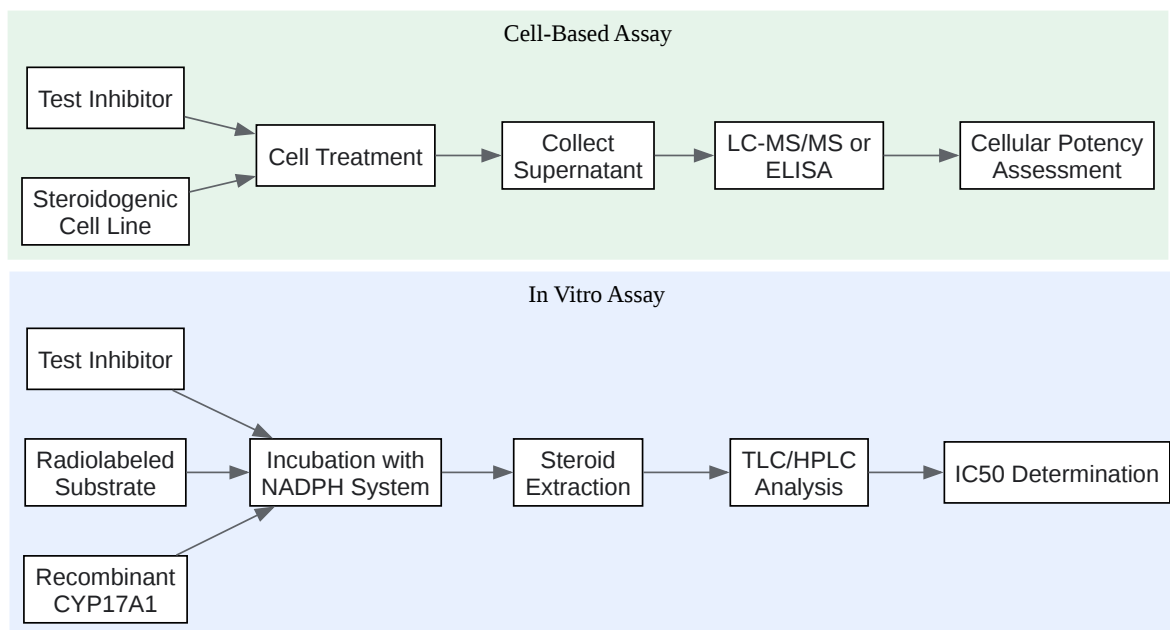 Cell-Based Assay
Test Inhibitor
Steroidogenic
Cell Line
Cell Treatment
Collect
Supernatant
LC-MS/MS or
ELISA
Cellular Potency
Assessment
In Vitro Assay
Test Inhibitor
Radiolabeled
Substrate
Recombinant
CYP17A1
Incubation with
NADPH System
Steroid
Extraction
TLC/HPLC
Analysis
IC50 Determination